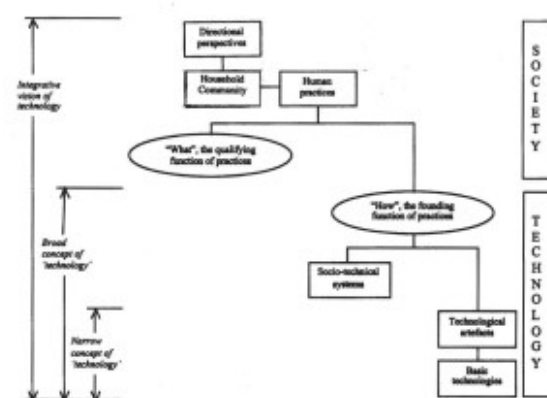 Directional
perspectives
Household
Community
Human
practices
Integrative
vision of
technology
"What", the qualifying
function of practices
"How", the founding
function of practices
Broad
concept of
'technology'
Socio-technical
systems
Technological
artefacts
Narrow
concept of
'technology'
Basic
technologies
SOCIETY
TECHNOLOGY